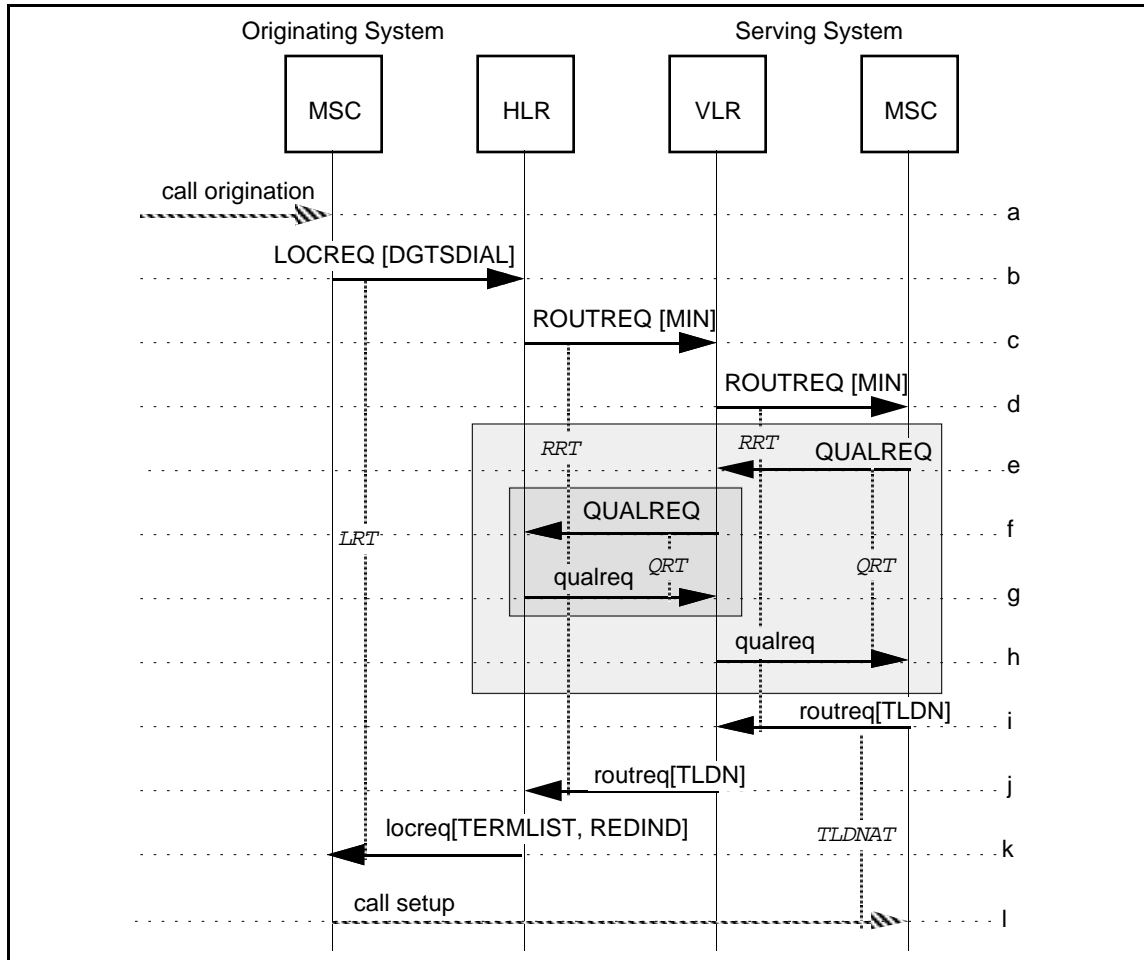 Originating System Serving System
MSC HLR VLR MSC
call origination
a
LOCREQ [DGTSDIAL]
b
ROUTREQ [MIN]
c
ROUTREQ [MIN]
d
RRT RRT
QUALREQ
e
QUALREQ
f
LRT
QRT QRT
qualreq
g
qualreq
h
routreq[TLDN]
i
routreq[TLDN]
j
locreq[TERMLIST, REDIND]
TLDNAT
k
call setup
l